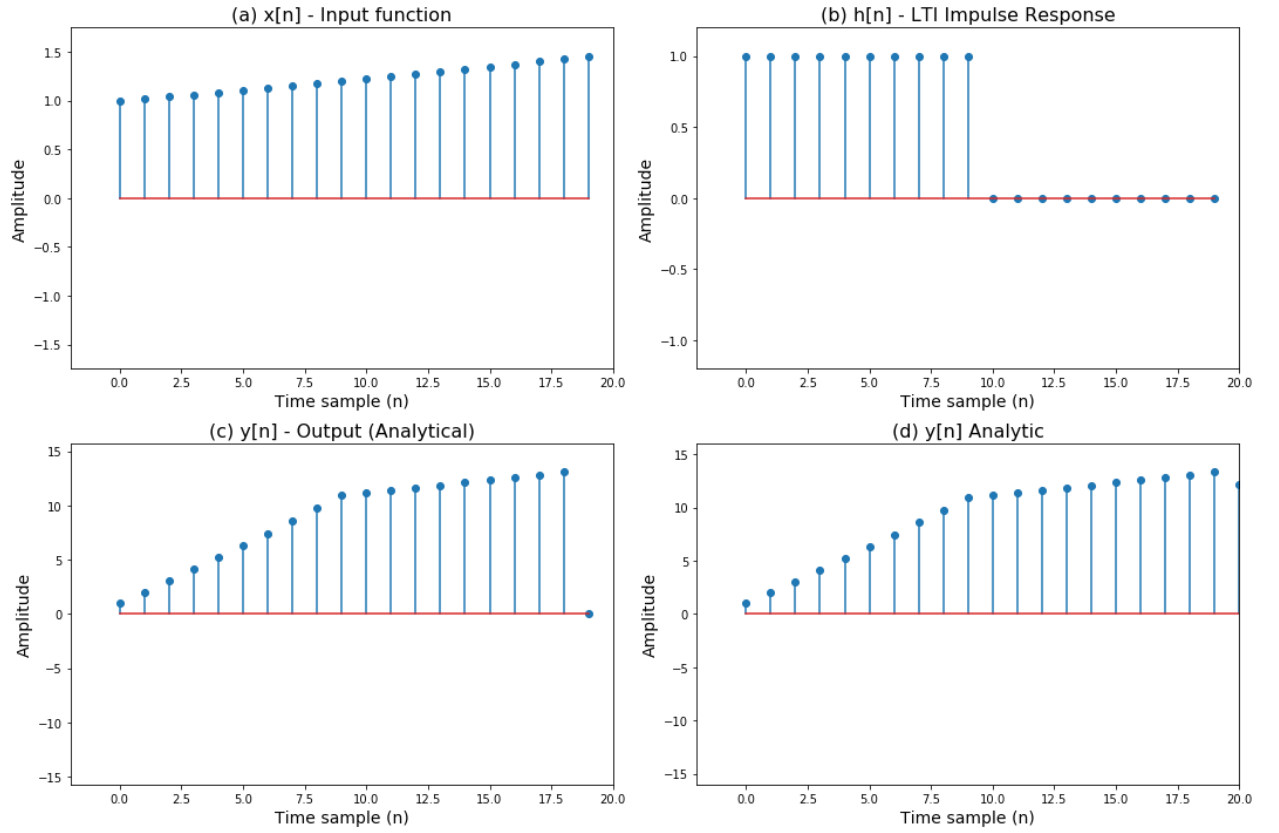 (a) x[n] - Input function
Amplitude
1.5
1.0
0.5
0.0
−0.5
−1.0
−1.5
0.0 2.5 5.0 7.5 10.0 12.5 15.0 17.5 20.0
Time sample (n)
(b) h[n] - LTI Impulse Response
Amplitude
1.0
0.5
0.0
−0.5
−1.0
0.0 2.5 5.0 7.5 10.0 12.5 15.0 17.5 20.0
Time sample (n)
(c) y[n] - Output (Analytical)
Amplitude
15
10
5
0
−5
−10
−15
0.0 2.5 5.0 7.5 10.0 12.5 15.0 17.5 20.0
Time sample (n)
(d) y[n] Analytic
Amplitude
15
10
5
0
−5
−10
−15
0.0 2.5 5.0 7.5 10.0 12.5 15.0 17.5 20.0
Time sample (n)